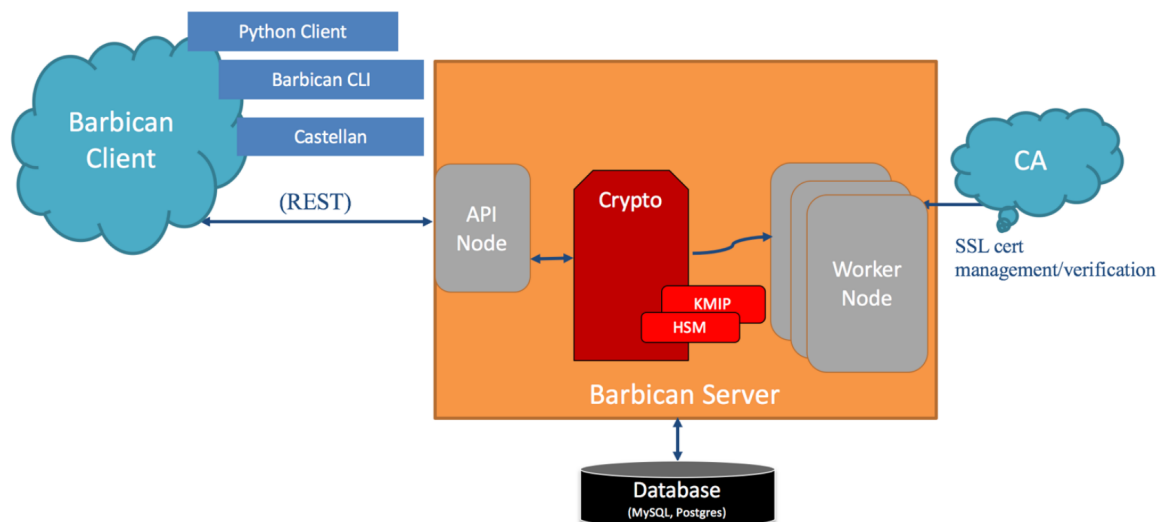 Python Client
Barbican CLI
Castellan
Barbican
Client
(REST)
API
Node
Crypto
KMIP
HSM
Worker
Node
Barbican Server
CA
SSL cert
management/verification
Database
(MySQL, Postgres)